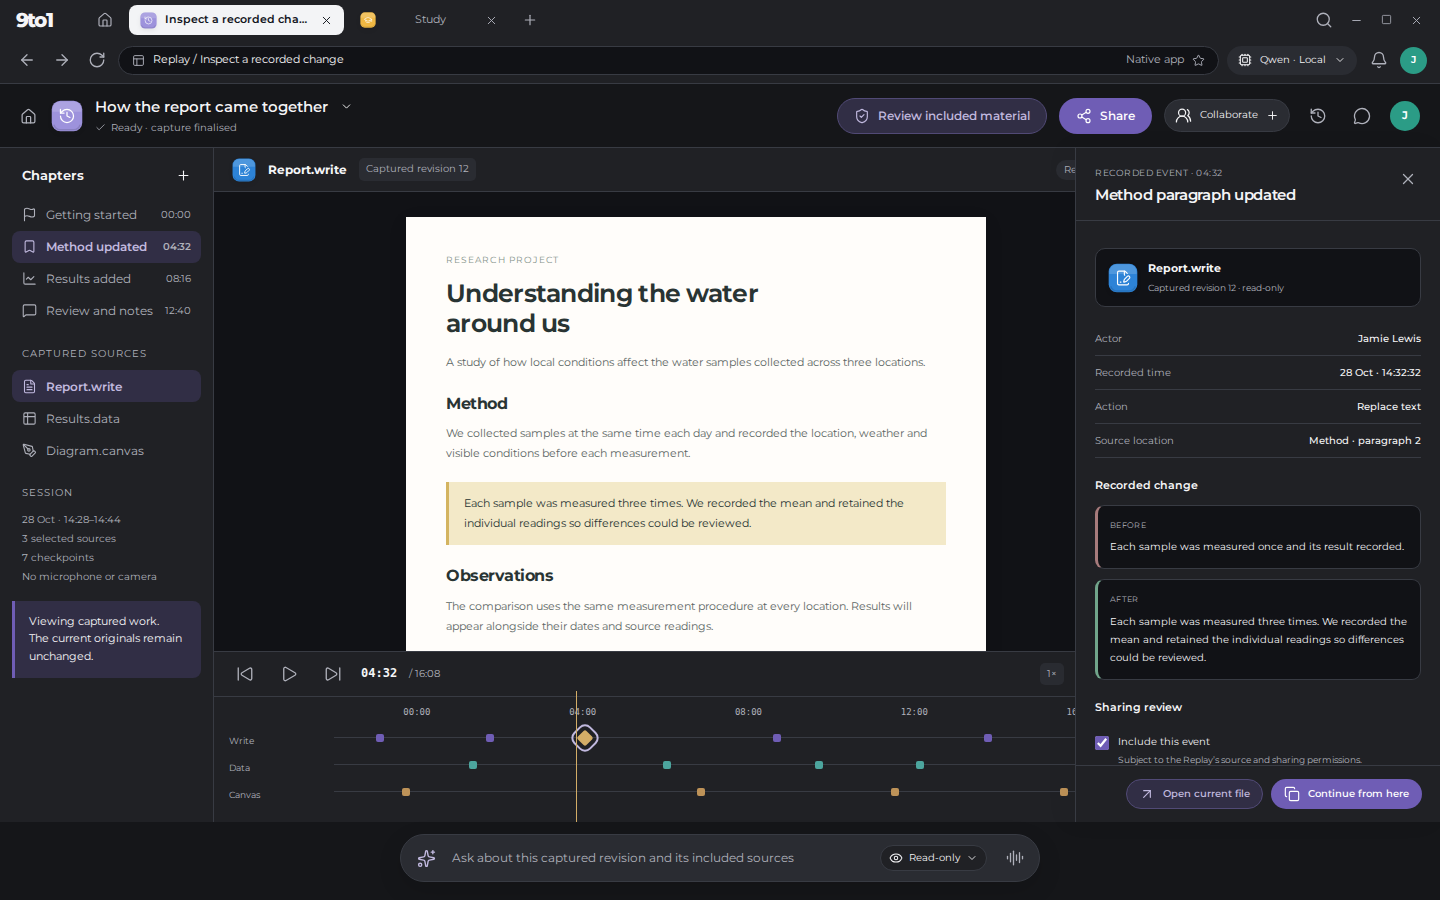 9to1
Inspect a recorded cha...
Study
Replay / Inspect a recorded change
Native app
Qwen · Local
J
How the report came together
Ready · capture finalised
Review included material
Share
Collaborate
J
Chapters
Getting started 00:00
Method updated 04:32
Results added 08:16
Review and notes 12:40
CAPTURED SOURCES
Report.write
Results.data
Diagram.canvas
SESSION
28 Oct · 14:28–14:44
3 selected sources
7 checkpoints
No microphone or camera
Viewing captured work.
The current originals remain
unchanged.
Report.write
Captured revision 12
Re
RESEARCH PROJECT
Understanding the water
around us
A study of how local conditions affect the water samples collected across three locations.
Method
We collected samples at the same time each day and recorded the location, weather and
visible conditions before each measurement.
Each sample was measured three times. We recorded the mean and retained the
individual readings so differences could be reviewed.
Observations
The comparison uses the same measurement procedure at every location. Results will
appear alongside their dates and source readings.
04:32 / 16:08
1×
00:00 04:00 08:00 12:00 16
Write
Data
Canvas
RECORDED EVENT · 04:32
Method paragraph updated
Report.write
Captured revision 12 · read-only
Actor Jamie Lewis
Recorded time 28 Oct · 14:32:32
Action Replace text
Source location Method · paragraph 2
Recorded change
BEFORE
Each sample was measured once and its result recorded.
AFTER
Each sample was measured three times. We recorded the
mean and retained the individual readings so differences
could be reviewed.
Sharing review
Include this event
Subject to the Replay's source and sharing permissions.
Open current file
Continue from here
Ask about this captured revision and its included sources
Read-only